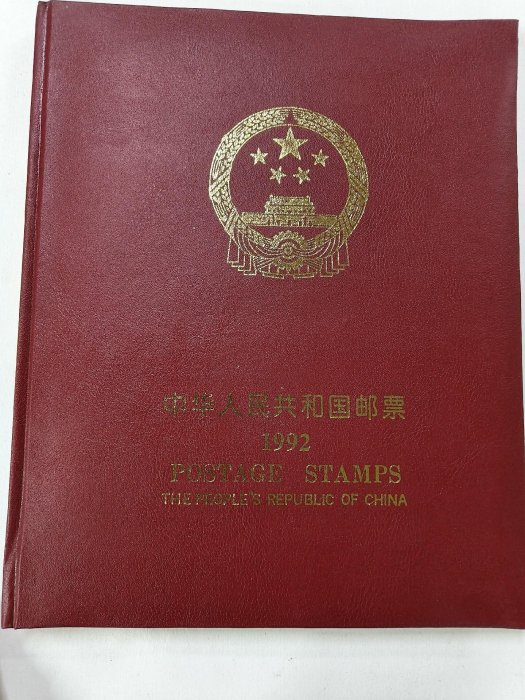 中华人民共和国邮票
1992
POSTAGE STAMPS
THE PEOPLE'S REPUBLIC OF CHINA